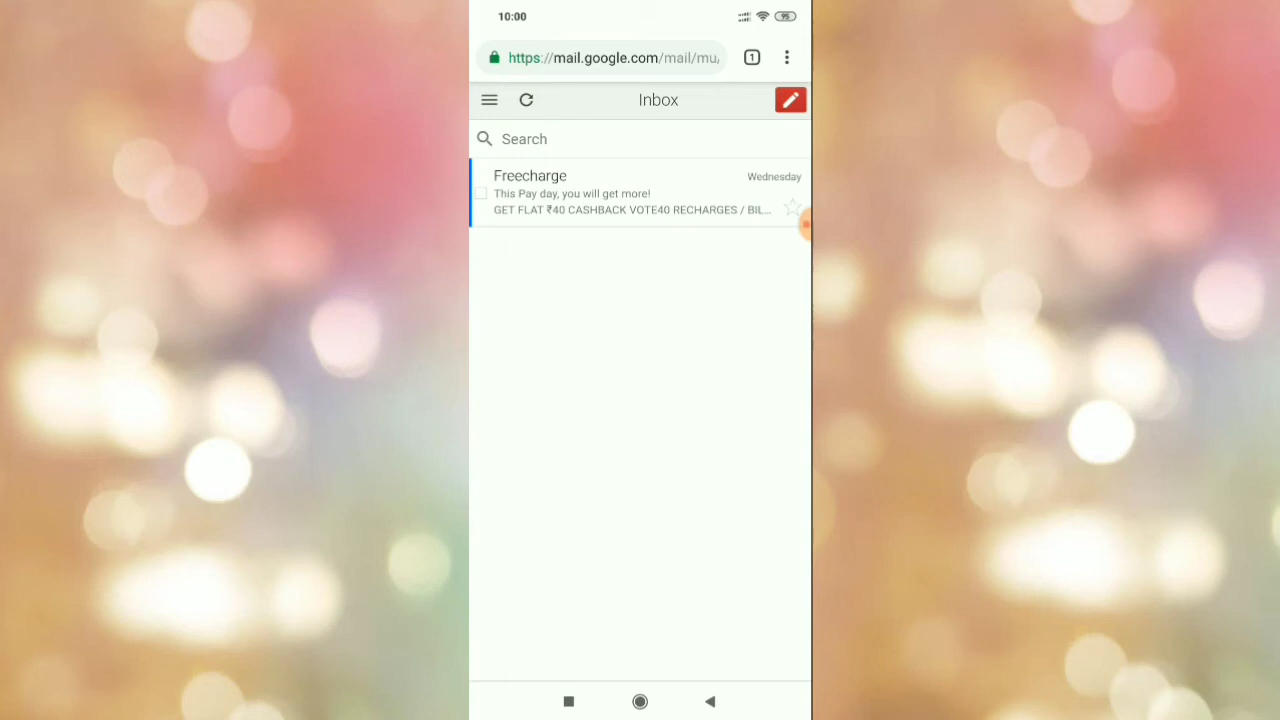 10:00
95
https://mail.google.com/mail/mu,
1
Inbox
Search
Freecharge
Wednesday
This Pay day, you will get more!
GET FLAT ₹40 CASHBACK VOTE40 RECHARGES / BIL...